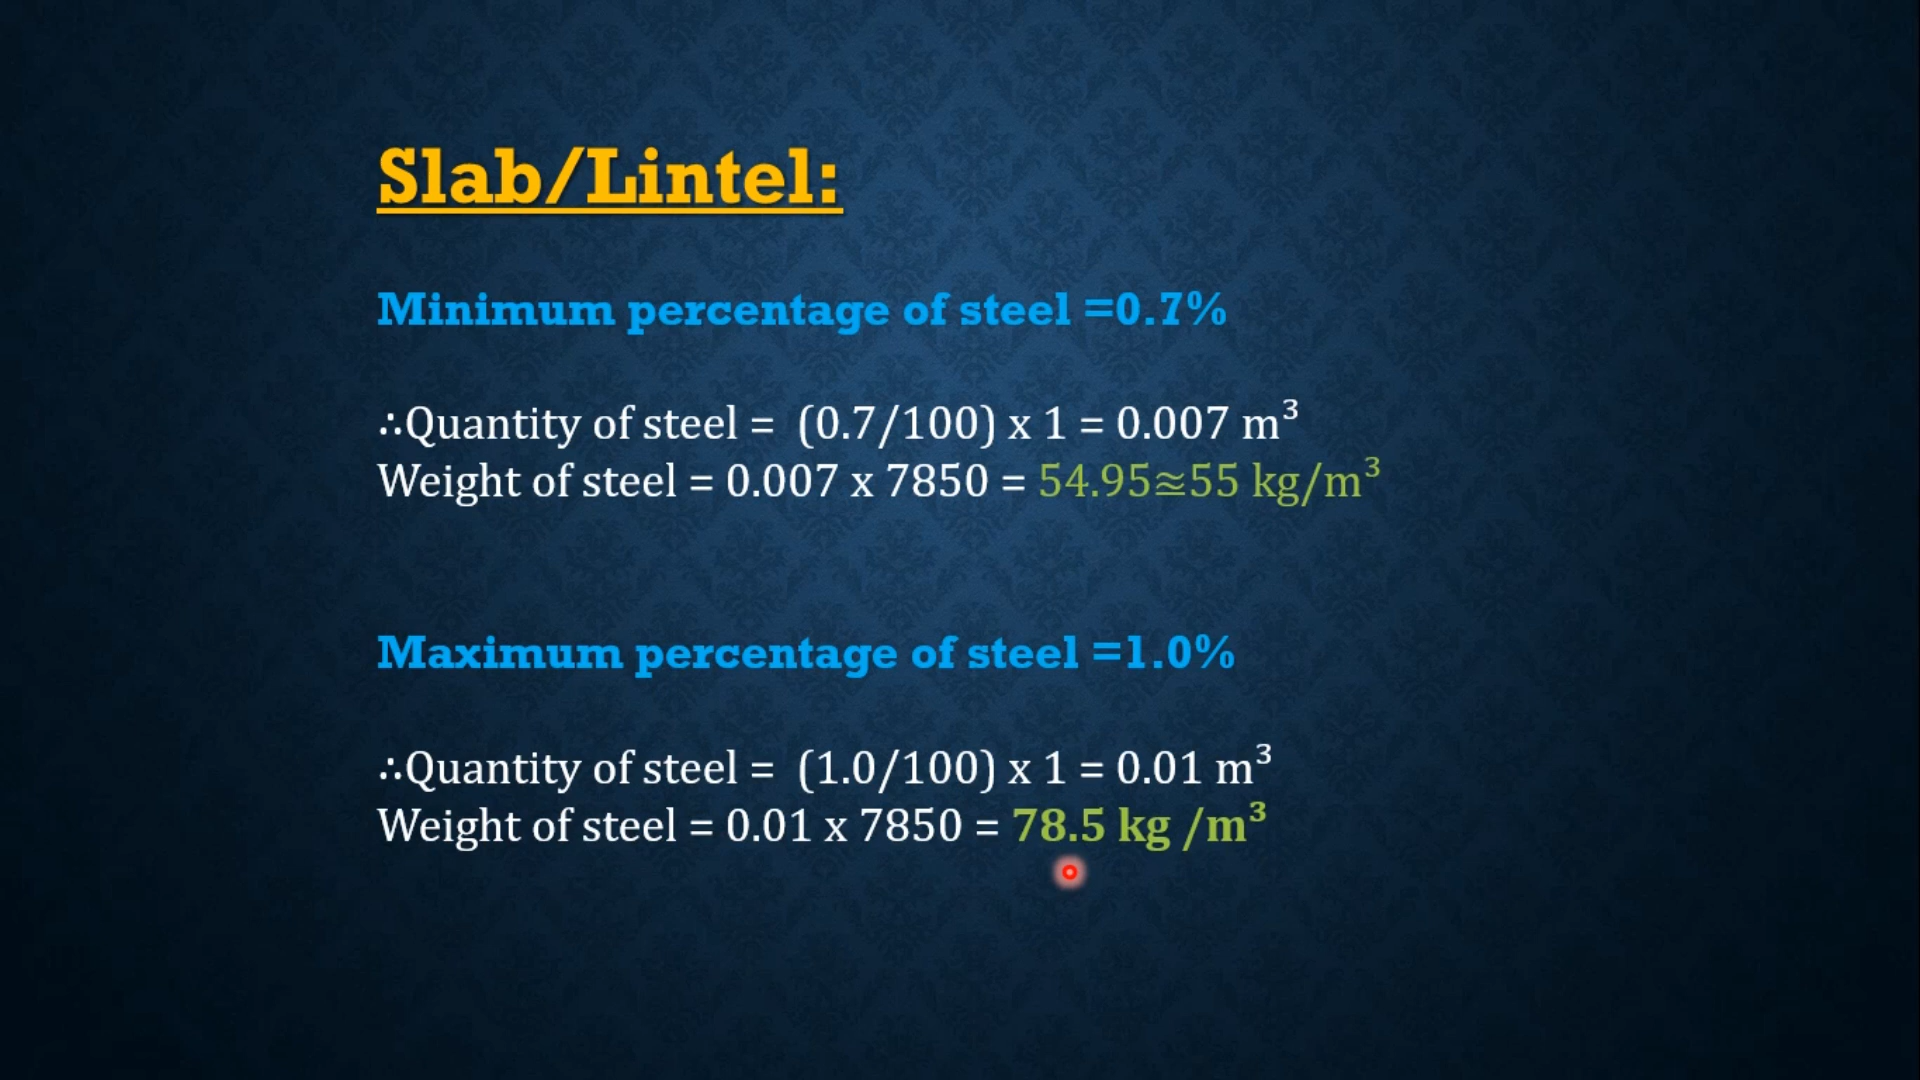 Slab/Lintel:
Minimum percentage of steel =0.7%
∴Quantity of steel = (0.7/100) x 1 = 0.007 m³
Weight of steel = 0.007 x 7850 = 54.95≅55 kg/m³
Maximum percentage of steel =1.0%
∴Quantity of steel = (1.0/100) x 1 = 0.01 m³
Weight of steel = 0.01 x 7850 = 78.5 kg /m³